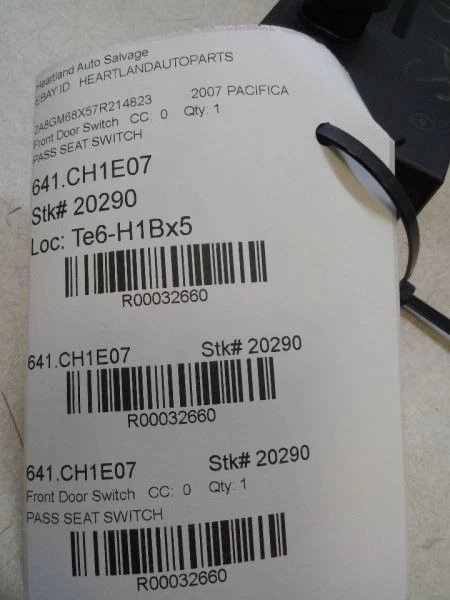 Heartland Auto Salvage
EBAY ID HEARTLANDAUTOPARTS
2A8GM68X57R214823 2007 PACIFICA
Front Door Switch CC: 0 Qty: 1
PASS SEAT SWITCH
641.CH1E07
Stk# 20290
Loc: Te6-H1Bx5
R00032660
641.CH1E07 Stk# 20290
R00032660
641.CH1E07 Stk# 20290
Front Door Switch CC: 0 Qty: 1
PASS SEAT SWITCH
R00032660